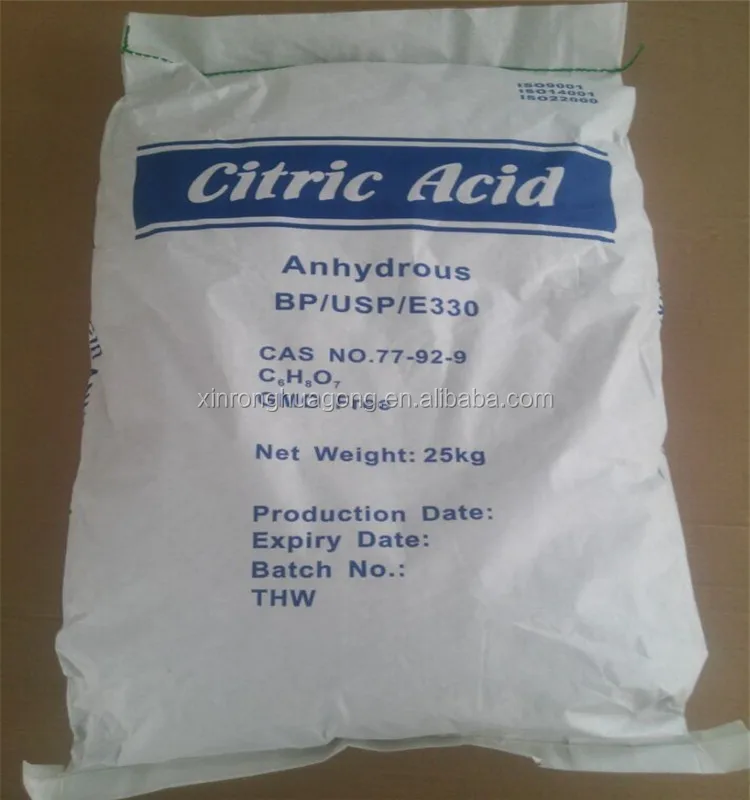 ISO9001
ISO14001
ISO22000
Citric Acid
Anhydrous
BP/USP/E330
CAS NO.77-92-9
C₆H₈O₇
xinronghuagong.en.alibaba.com
Free
Net Weight: 25kg
Production Date:
Expiry Date:
Batch No.:
THW